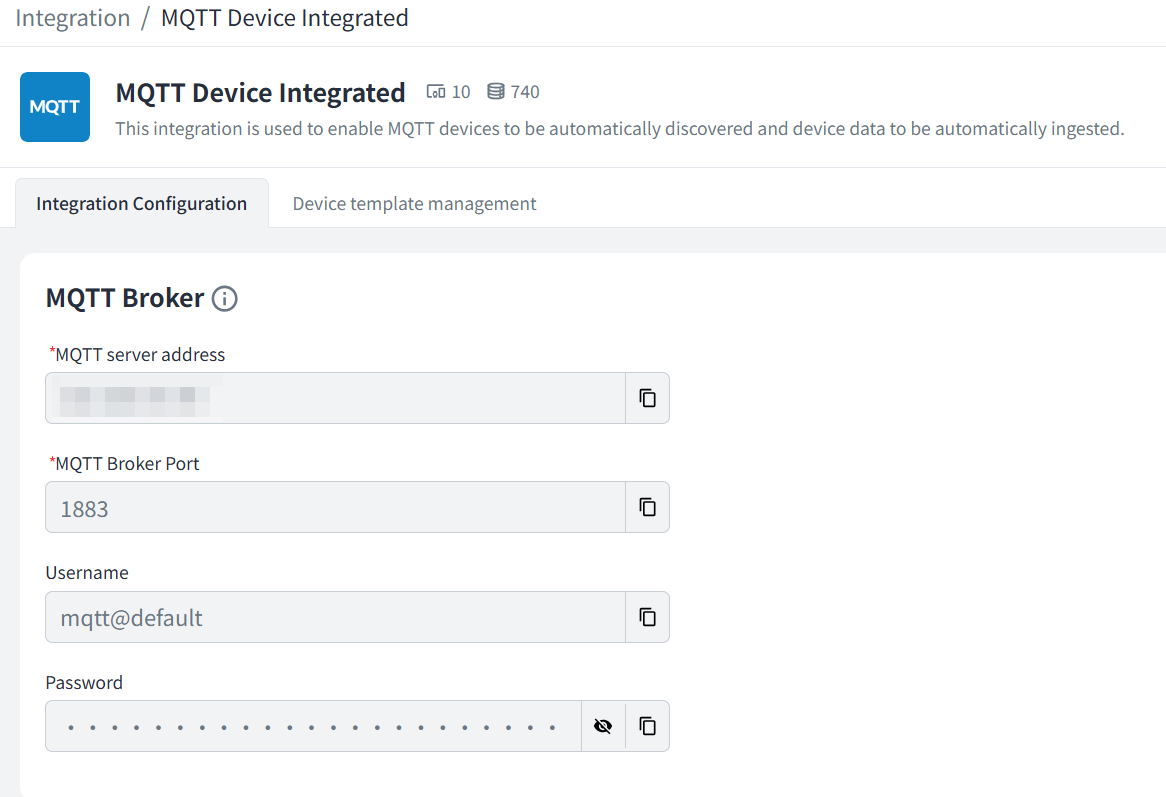 Integration / MQTT Device Integrated
MQTT
MQTT Device Integrated 10 740
This integration is used to enable MQTT devices to be automatically discovered and device data to be automatically ingested.
Integration Configuration Device template management
MQTT Broker
*MQTT server address
*MQTT Broker Port
1883
Username
mqtt@default
Password